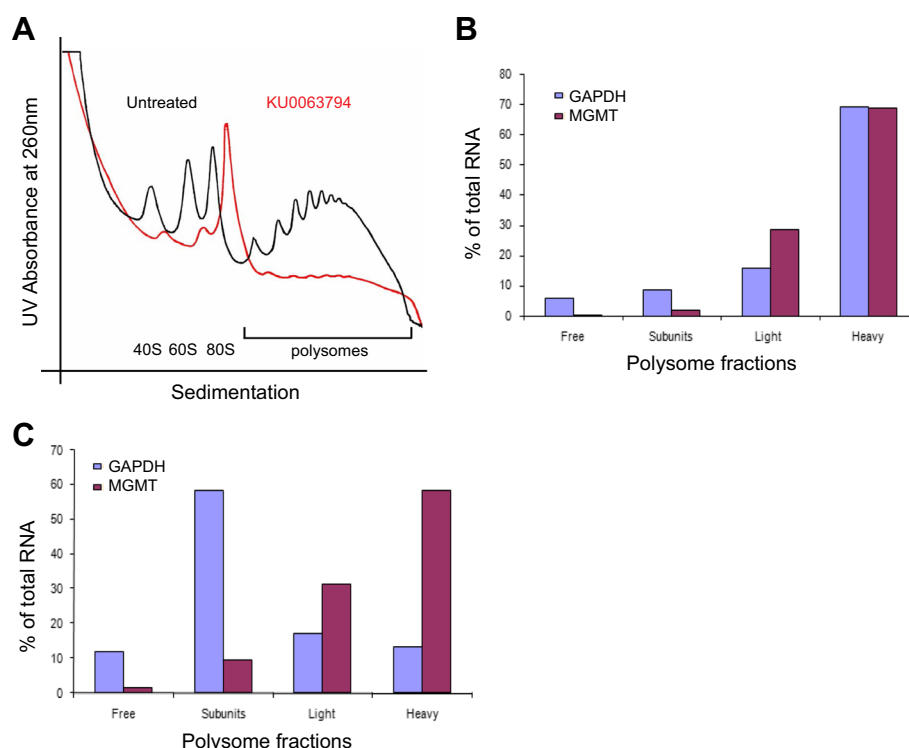 A
UV Absorbance at 260nm
Untreated
KU0063794
40S 60S 80S
polysomes
Sedimentation
B
% of total RNA
80
70
60
50
40
30
20
10
0
GAPDH
MGMT
Free Subunits Light Heavy
Polysome fractions
C
% of total RNA
70
60
50
40
30
20
10
0
GAPDH
MGMT
Free Subunits Light Heavy
Polysome fractions